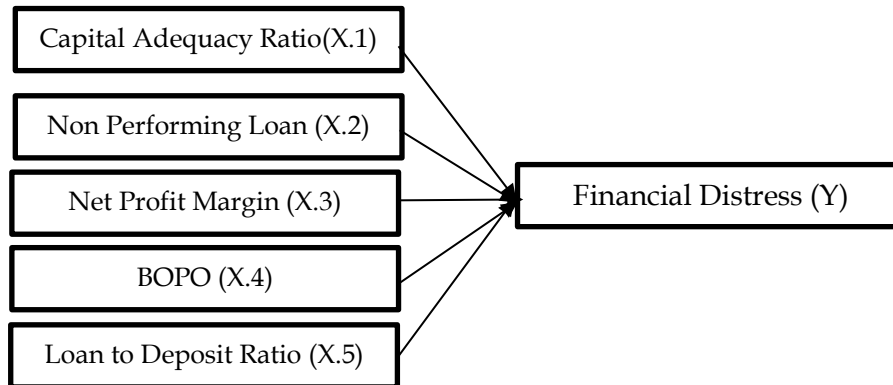 Capital Adequacy Ratio(X.1)
Non Performing Loan (X.2)
Net Profit Margin (X.3)
Financial Distress (Y)
BOPO (X.4)
Loan to Deposit Ratio (X.5)